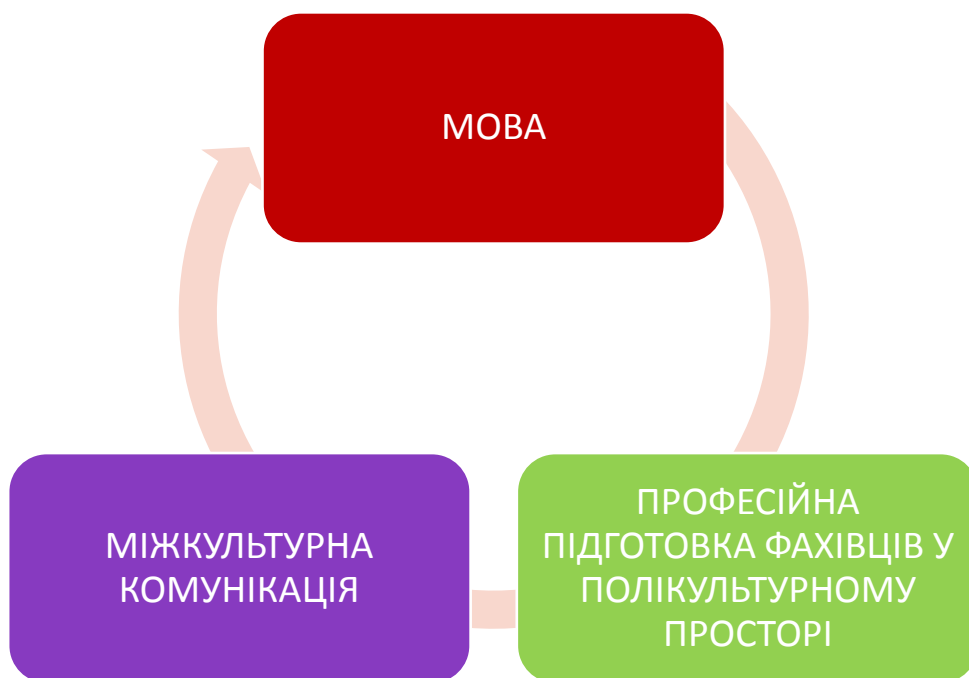 МОВА
МІЖКУЛЬТУРНА
КОМУНІКАЦІЯ
ПРОФЕСІЙНА
ПІДГОТОВКА ФАХІВЦІВ У
ПОЛІКУЛЬТУРНОМУ
ПРОСТОРІ